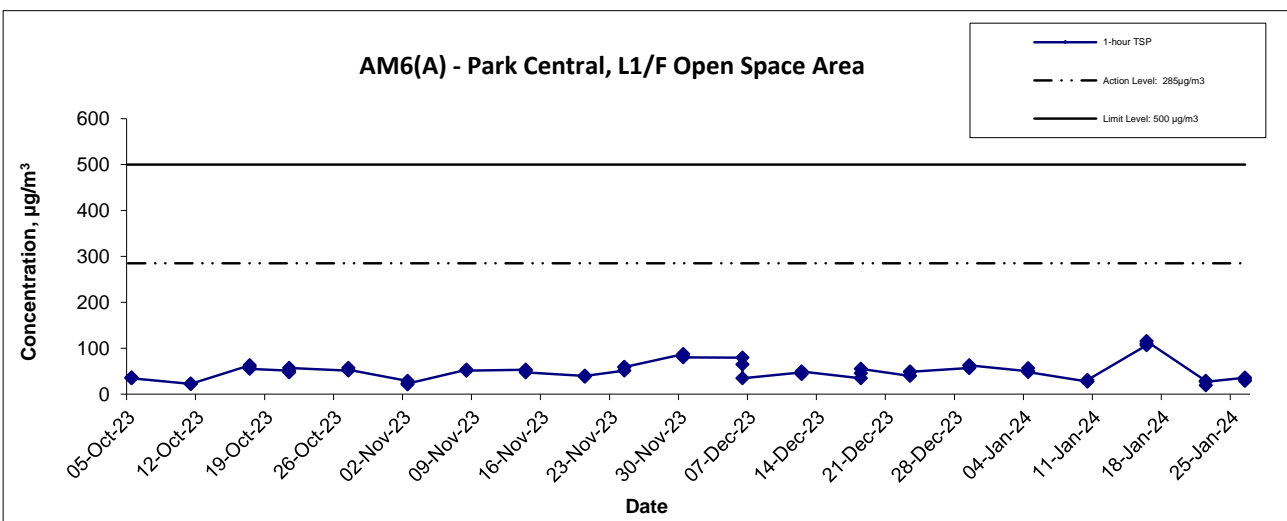 1-hour TSP
Action Level: 285µg/m3
Limit Level: 500 µg/m3
AM6(A) - Park Central, L1/F Open Space Area
Concentration, µg/m³
600
500
400
300
200
100
0
05-Oct-23
12-Oct-23
19-Oct-23
26-Oct-23
02-Nov-23
09-Nov-23
16-Nov-23
23-Nov-23
30-Nov-23
07-Dec-23
14-Dec-23
21-Dec-23
28-Dec-23
04-Jan-24
11-Jan-24
18-Jan-24
25-Jan-24
Date